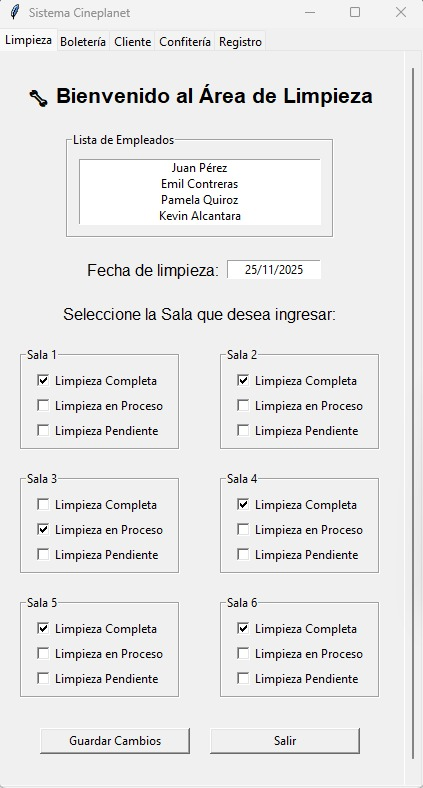 Sistema Cineplanet
Limpieza Boletería Cliente Confitería Registro
Bienvenido al Área de Limpieza
Lista de Empleados
Juan Pérez
Emil Contreras
Pamela Quiroz
Kevin Alcantara
Fecha de limpieza: 25/11/2025
Seleccione la Sala que desea ingresar:
Sala 1
Limpieza Completa
Limpieza en Proceso
Limpieza Pendiente
Sala 2
Limpieza Completa
Limpieza en Proceso
Limpieza Pendiente
Sala 3
Limpieza Completa
Limpieza en Proceso
Limpieza Pendiente
Sala 4
Limpieza Completa
Limpieza en Proceso
Limpieza Pendiente
Sala 5
Limpieza Completa
Limpieza en Proceso
Limpieza Pendiente
Sala 6
Limpieza Completa
Limpieza en Proceso
Limpieza Pendiente
Guardar Cambios Salir